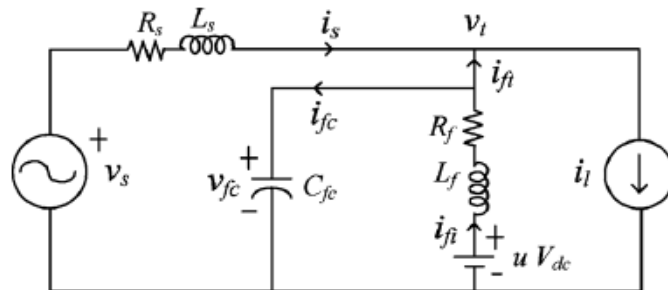 R_s L_s i_s v_t
i_ft
i_fc
R_f
+ v_s
+ v_fc - C_fc
L_f
i_l
i_fi + u V_dc -